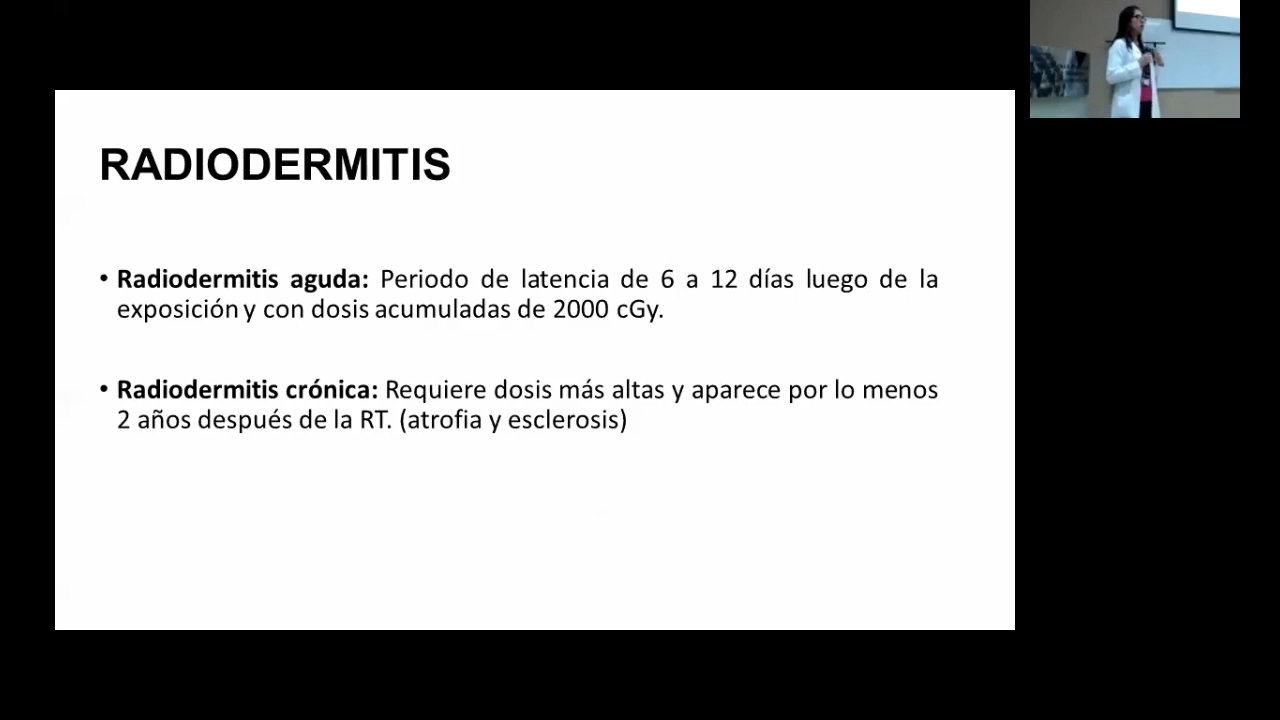 RADIODERMITIS
• Radiodermitis aguda: Periodo de latencia de 6 a 12 días luego de la
exposición y con dosis acumuladas de 2000 cGy.
• Radiodermitis crónica: Requiere dosis más altas y aparece por lo menos
2 años después de la RT. (atrofia y esclerosis)